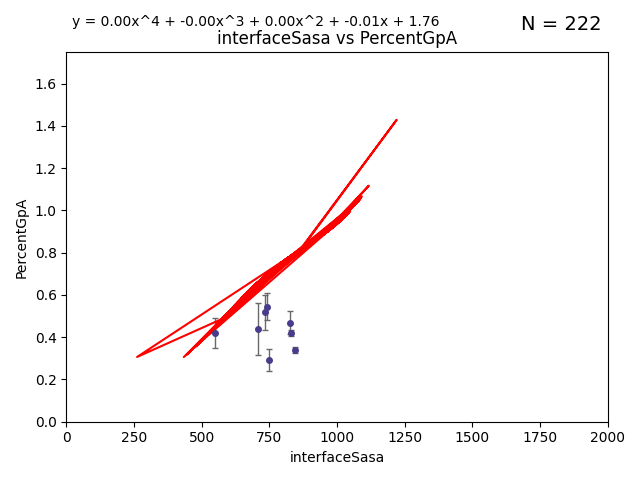 y = 0.00x^4 + -0.00x^3 + 0.00x^2 + -0.01x + 1.76
N = 222
interfaceSasa vs PercentGpA
PercentGpA
1.6
1.4
1.2
1.0
0.8
0.6
0.4
0.2
0.0
0 250 500 750 1000 1250 1500 1750 2000
interfaceSasa